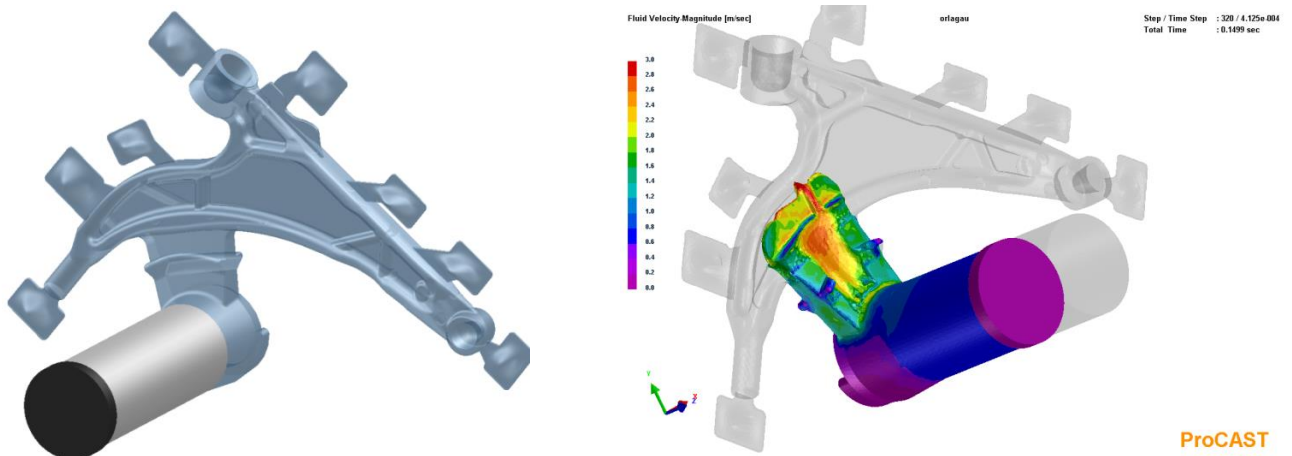 Fluid Velocity-Magnitude [m/sec]
orlagau
Step / Time Step : 320 / 4.125e-004
Total Time : 0.1499 sec
3.0
2.8
2.6
2.4
2.2
2.0
1.8
1.6
1.4
1.2
1.0
0.8
0.6
0.4
0.2
0.0
Y
X
Z
ProCAST